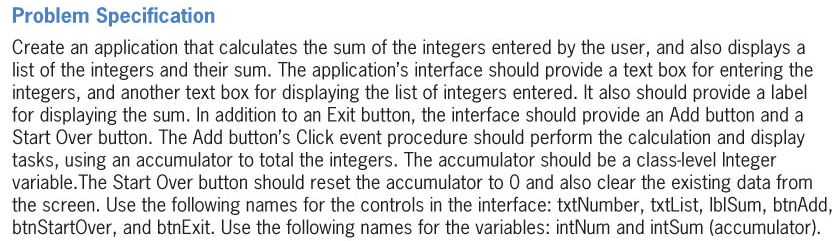 Problem Specification
Create an application that calculates the sum of the integers entered by the user, and also displays a
list of the integers and their sum. The application's interface should provide a text box for entering the
integers, and another text box for displaying the list of integers entered. It also should provide a label
for displaying the sum. In addition to an Exit button, the interface should provide an Add button and a
Start Over button. The Add button's Click event procedure should perform the calculation and display
tasks, using an accumulator to total the integers. The accumulator should be a class-level Integer
variable.The Start Over button should reset the accumulator to 0 and also clear the existing data from
the screen. Use the following names for the controls in the interface: txtNumber, txtList, lblSum, btnAdd,
btnStartOver, and btnExit. Use the following names for the variables: intNum and intSum (accumulator).